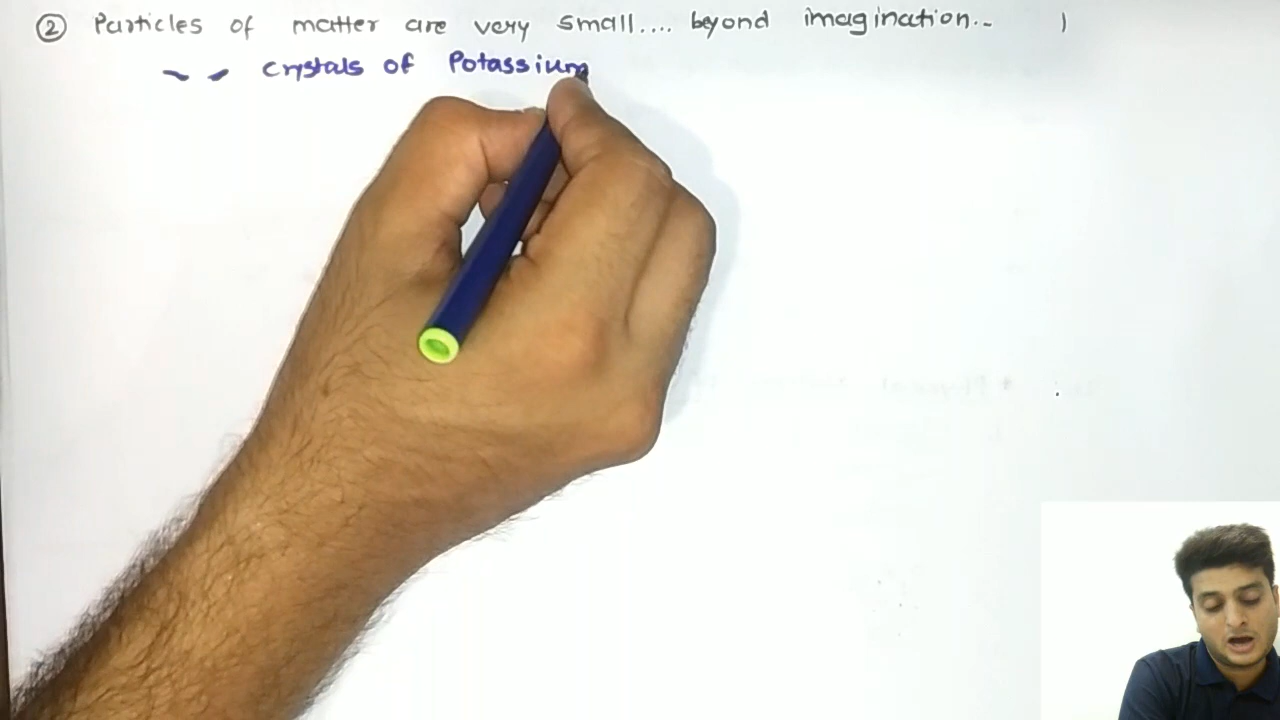 ② Particles of matter are very small.... beyond imagination..
crystals of Potassium